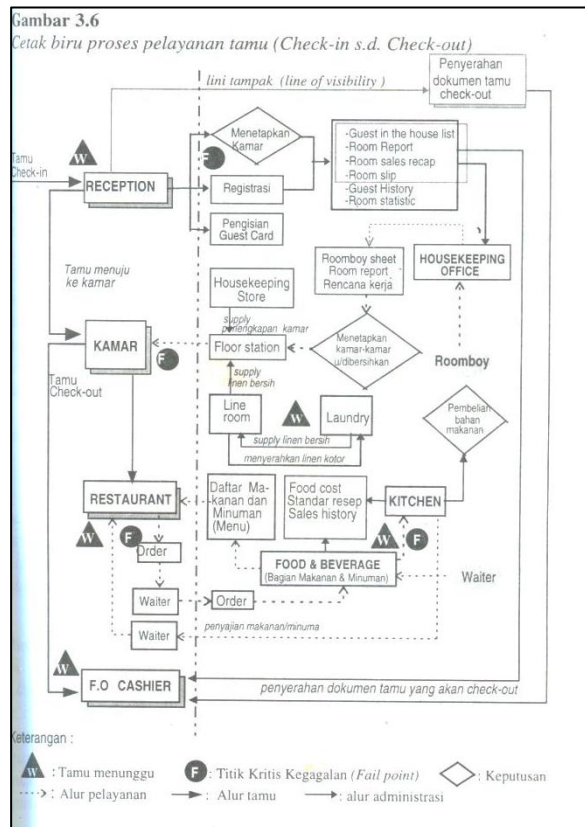 Gambar 3.6
Cetak biru proses pelayanan tamu (Check-in s.d. Check-out)
lini tampak (line of visibility )
Penyerahan
dokumen tamu
check-out
W
Tamu
Check-in
RECEPTION
F
Menetapkan
Kamar
Registrasi
Pengisian
Guest Card
-Guest in the house list
-Room Report
-Room sales recap
-Room slip
-Guest History
-Room statistic
Tamu menuju
ke kamar
Housekeeping
Store
Roomboy sheet
Room report
Rencana kerja
HOUSEKEEPING
OFFICE
supply
penengkapan kamar
KAMAR
F
Floor station
Menetapkan
kamar-kamar
u/dibersihkan
Roomboy
Tamu
Check-out
supply
linen bersih
Line
room
W
Laundry
Pembelian
bahan
makanan
supply linen bersih
menyerahkan linen kotor
RESTAURANT
Daftar Ma-
kanan dan
Minuman
(Menu)
Food cost
Standar resep
Sales history
KITCHEN
W
F
Order
W
F
FOOD & BEVERAGE
(Bagian Makanan & Minuman)
Waiter
Waiter
Order
Waiter
penyajian makanan/minuma
W
F.O CASHIER
penyerahan dokumen tamu yang akan check-out
Keterangan :
W : Tamu menunggu
F : Titik Kritis Kegagalan (Fail point)
: Keputusan
: Alur pelayanan
: Alur tamu
: alur administrasi